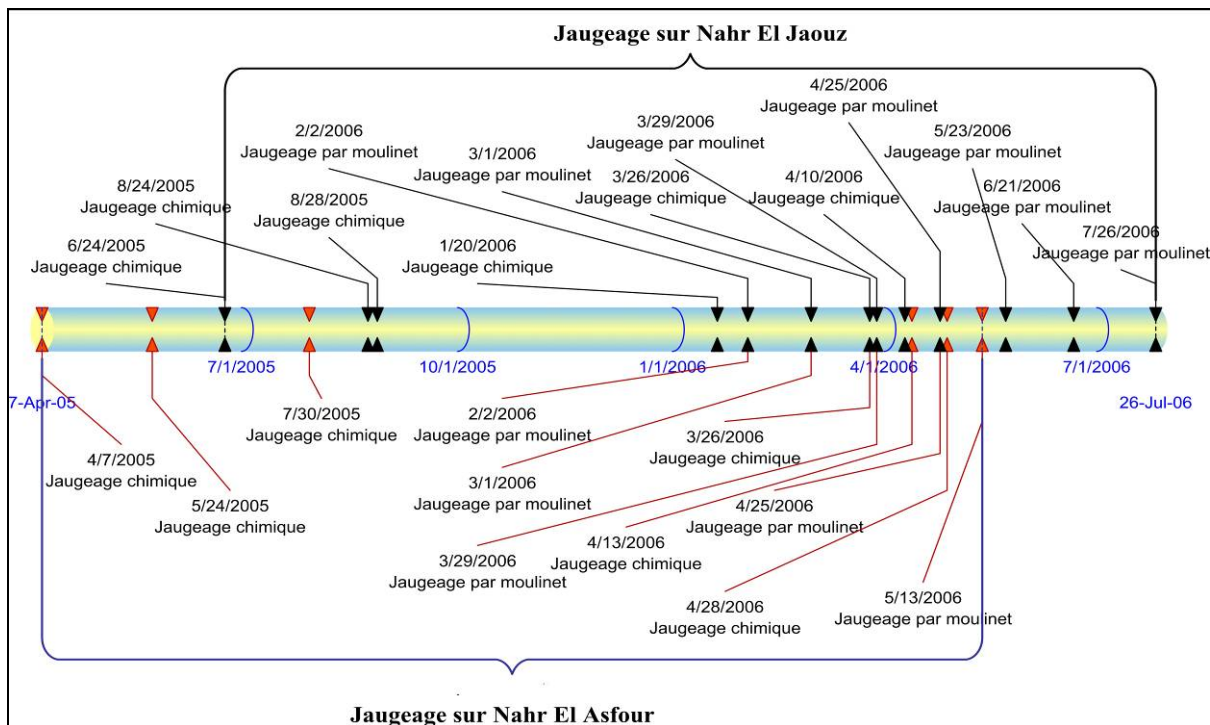 Jaugeage sur Nahr El Jaouz
4/25/2006
Jaugeage par moulinet
3/29/2006
Jaugeage par moulinet
2/2/2006
Jaugeage par moulinet
5/23/2006
Jaugeage par moulinet
3/1/2006
Jaugeage par moulinet
3/26/2006
Jaugeage chimique
4/10/2006
Jaugeage chimique
8/24/2005
Jaugeage chimique
6/21/2006
Jaugeage par moulinet
8/28/2005
Jaugeage chimique
6/24/2005
Jaugeage chimique
1/20/2006
Jaugeage chimique
7/26/2006
Jaugeage par moulinet
7/1/2005
10/1/2005
1/1/2006
4/1/2006
7/1/2006
7-Apr-05
26-Jul-06
7/30/2005
Jaugeage chimique
2/2/2006
Jaugeage par moulinet
3/26/2006
Jaugeage chimique
4/7/2005
Jaugeage chimique
3/1/2006
Jaugeage par moulinet
5/24/2005
Jaugeage chimique
4/25/2006
Jaugeage par moulinet
3/29/2006
Jaugeage par moulinet
4/13/2006
Jaugeage chimique
4/28/2006
Jaugeage chimique
5/13/2006
Jaugeage par moulinet
Jaugeage sur Nahr El Asfour